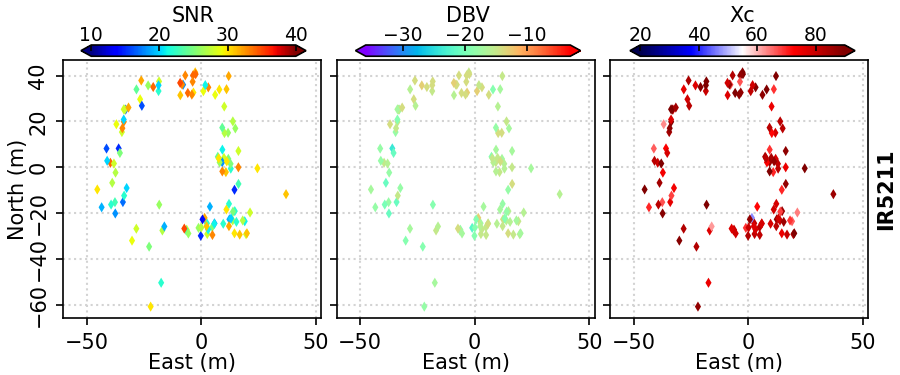 SNR DBV Xc
10 20 30 40 −30 −20 −10 20 40 60 80
40
20
0
−20
−40
−60
North (m)
IR5211
−50 0 50 −50 0 50 −50 0 50
East (m) East (m) East (m)